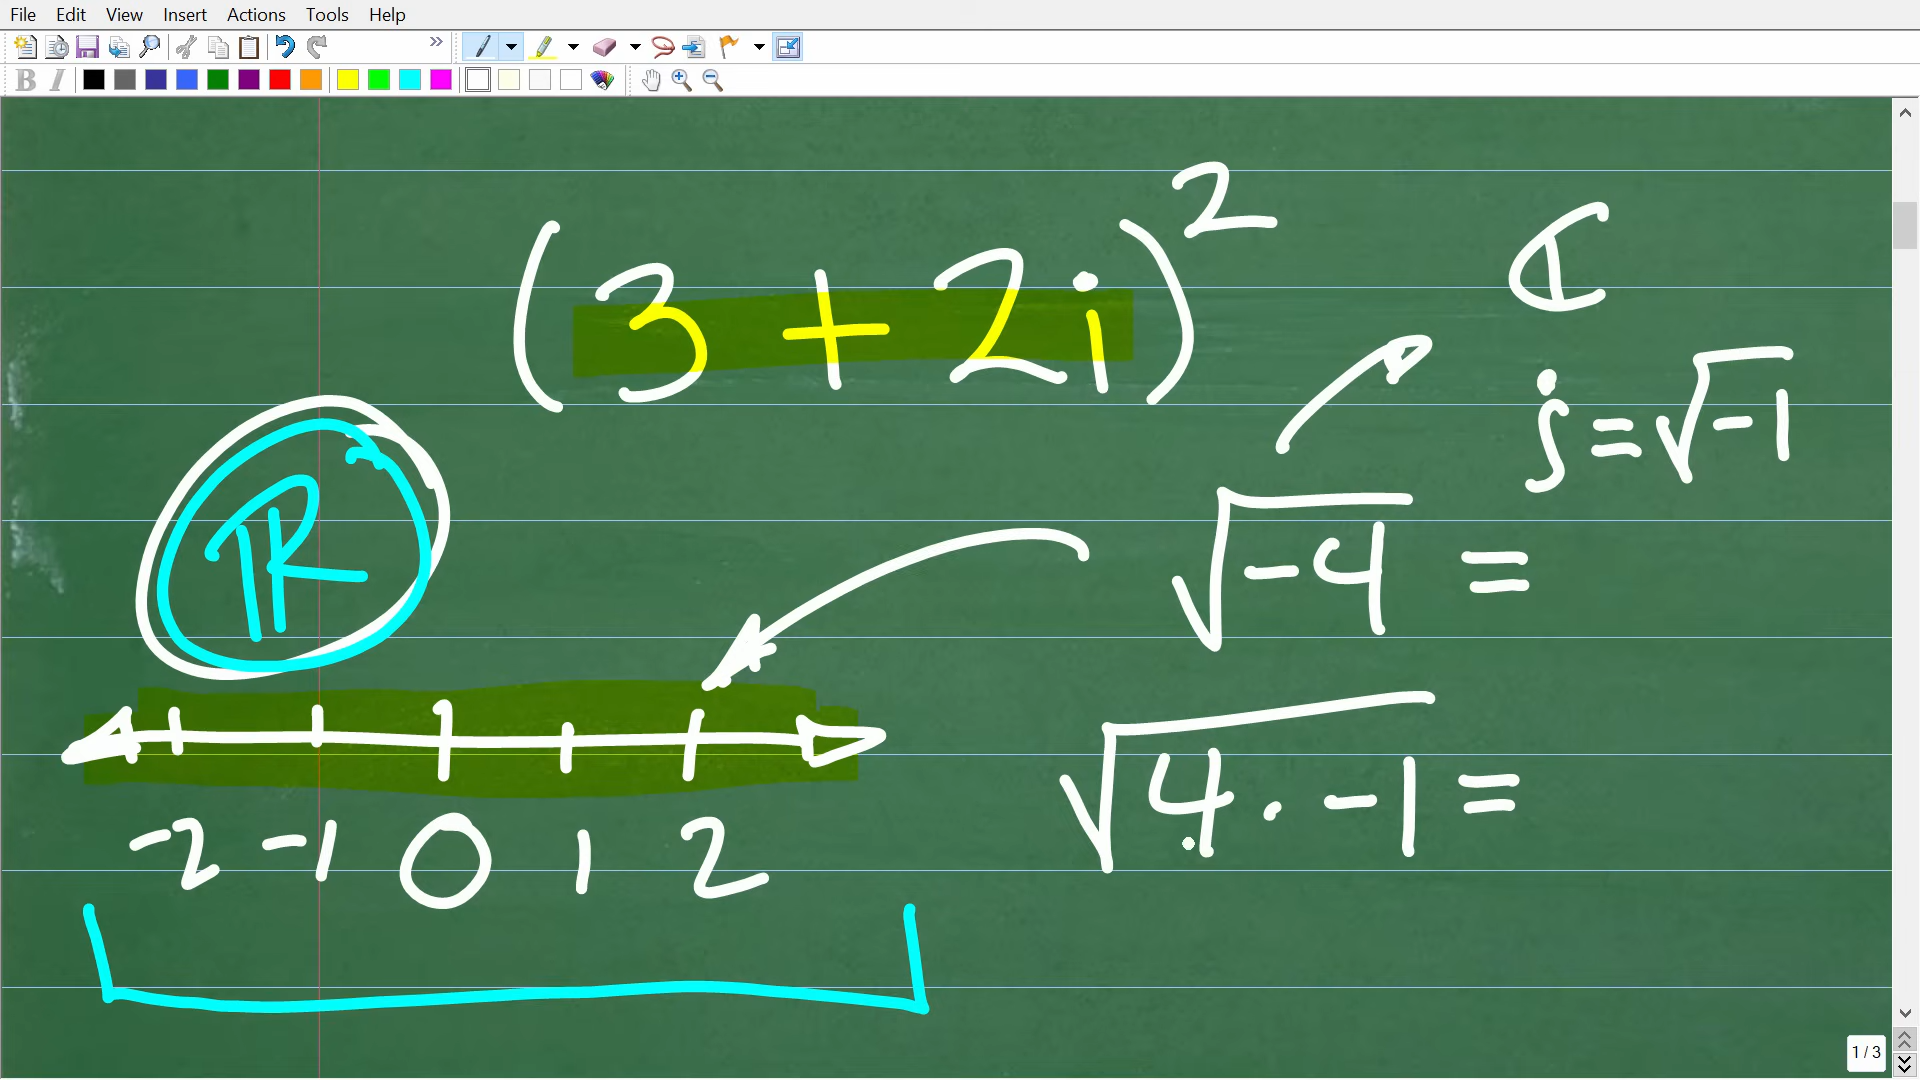 File Edit View Insert Actions Tools Help
B I
(3 + 2i)²
ℂ
i = √-1
ℝ
√-4 =
√4 · -1 =
-2 -1 0 1 2
1 / 3